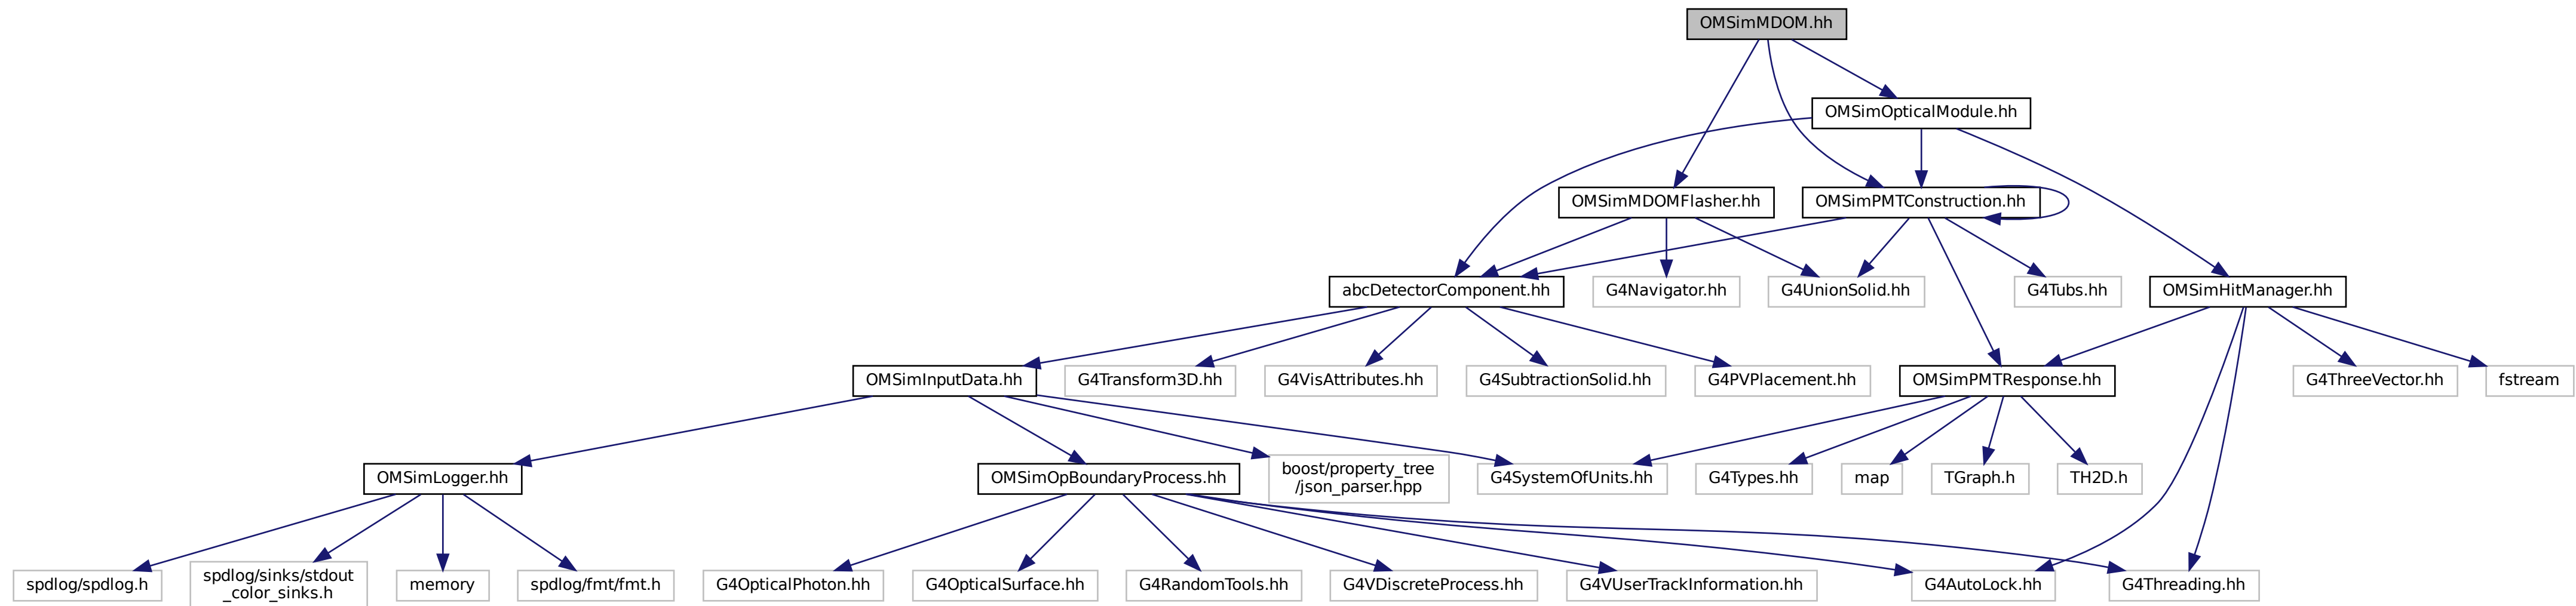 OMSimMDOM.hh
OMSimOpticalModule.hh
OMSimMDOMFlasher.hh
OMSimPMTConstruction.hh
abcDetectorComponent.hh
G4Navigator.hh
G4UnionSolid.hh
G4Tubs.hh
OMSimHitManager.hh
OMSimInputData.hh
G4Transform3D.hh
G4VisAttributes.hh
G4SubtractionSolid.hh
G4PVPlacement.hh
OMSimPMTResponse.hh
G4ThreeVector.hh
fstream
OMSimLogger.hh
OMSimOpBoundaryProcess.hh
boost/property_tree
/json_parser.hpp
G4SystemOfUnits.hh
G4Types.hh
map
TGraph.h
TH2D.h
spdlog/spdlog.h
spdlog/sinks/stdout
_color_sinks.h
memory
spdlog/fmt/fmt.h
G4OpticalPhoton.hh
G4OpticalSurface.hh
G4RandomTools.hh
G4VDiscreteProcess.hh
G4VUserTrackInformation.hh
G4AutoLock.hh
G4Threading.hh